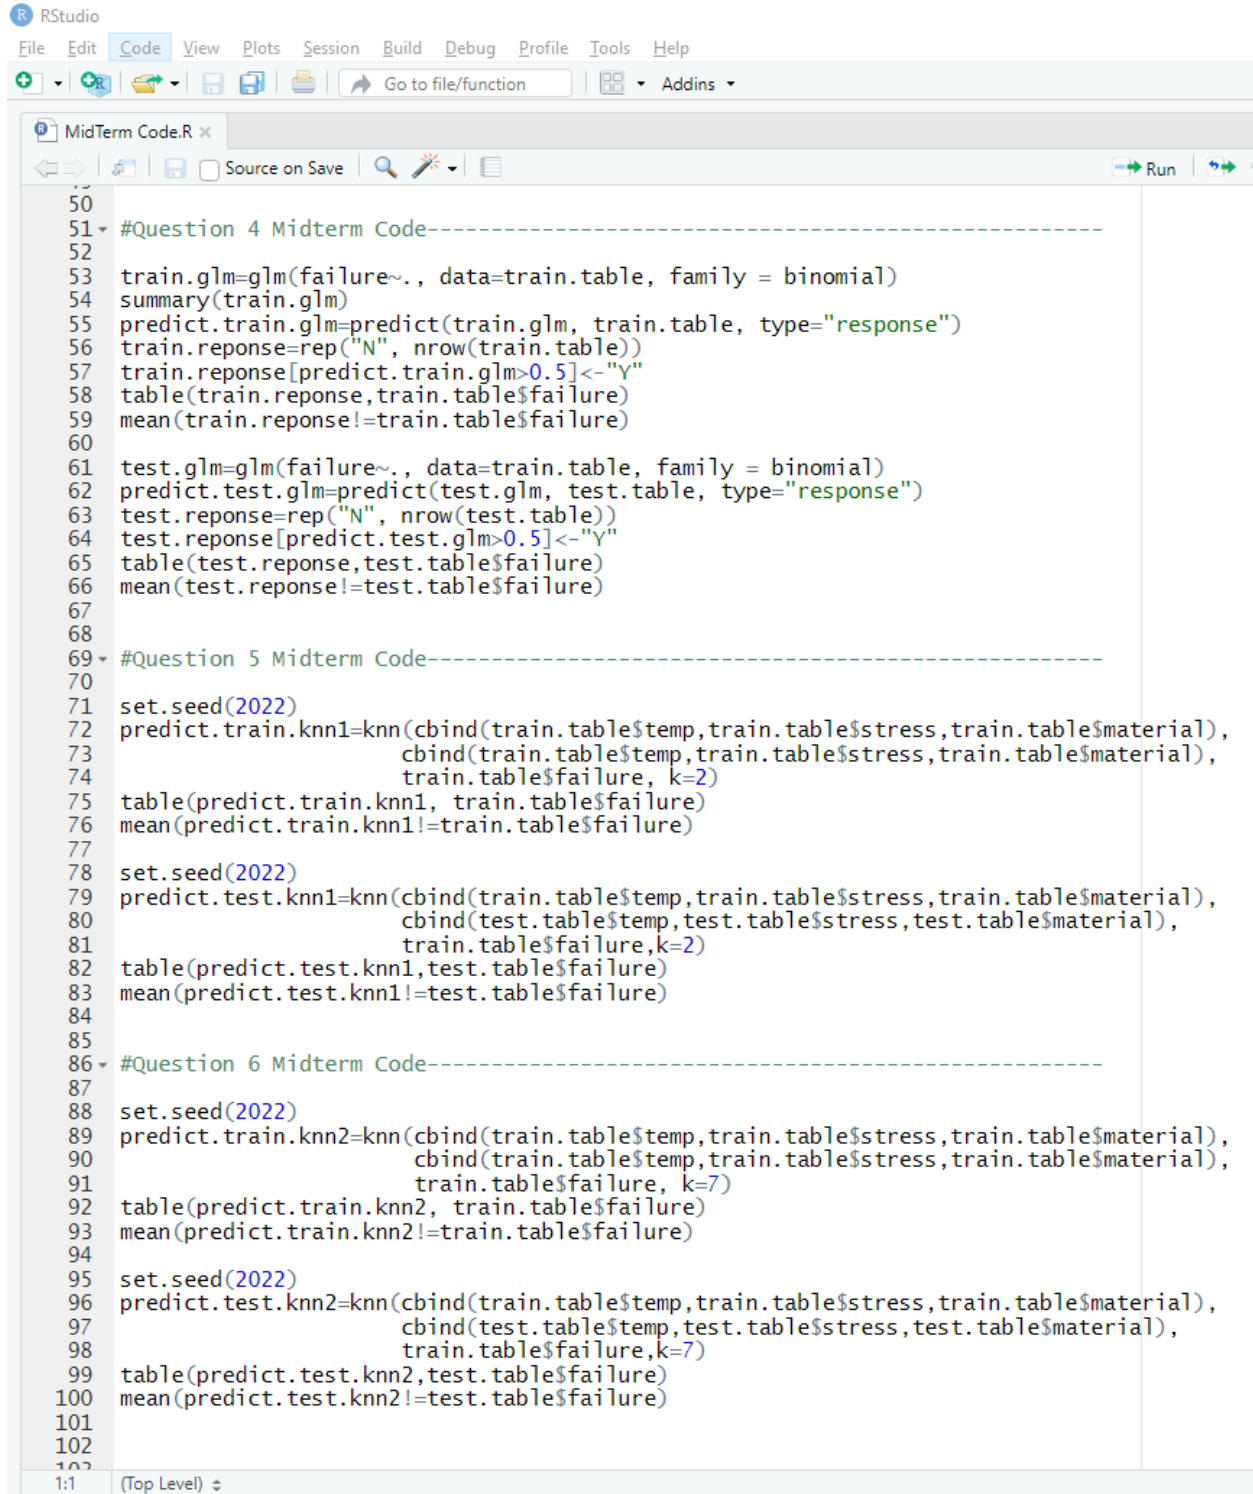 RStudio
File Edit Code View Plots Session Build Debug Profile Tools Help
Go to file/function Addins
MidTerm Code.R
Source on Save Run
50
51 #Question 4 Midterm Code-----------------------------------------------------
52
53 train.glm=glm(failure~., data=train.table, family = binomial)
54 summary(train.glm)
55 predict.train.glm=predict(train.glm, train.table, type="response")
56 train.reponse=rep("N", nrow(train.table))
57 train.reponse[predict.train.glm>0.5]<-"Y"
58 table(train.reponse,train.table$failure)
59 mean(train.reponse!=train.table$failure)
60
61 test.glm=glm(failure~., data=train.table, family = binomial)
62 predict.test.glm=predict(test.glm, test.table, type="response")
63 test.reponse=rep("N", nrow(test.table))
64 test.reponse[predict.test.glm>0.5]<-"Y"
65 table(test.reponse,test.table$failure)
66 mean(test.reponse!=test.table$failure)
67
68
69 #Question 5 Midterm Code-----------------------------------------------------
70
71 set.seed(2022)
72 predict.train.knn1=knn(cbind(train.table$temp,train.table$stress,train.table$material),
73 cbind(train.table$temp,train.table$stress,train.table$material),
74 train.table$failure, k=2)
75 table(predict.train.knn1, train.table$failure)
76 mean(predict.train.knn1!=train.table$failure)
77
78 set.seed(2022)
79 predict.test.knn1=knn(cbind(train.table$temp,train.table$stress,train.table$material),
80 cbind(test.table$temp,test.table$stress,test.table$material),
81 train.table$failure,k=2)
82 table(predict.test.knn1,test.table$failure)
83 mean(predict.test.knn1!=test.table$failure)
84
85
86 #Question 6 Midterm Code-----------------------------------------------------
87
88 set.seed(2022)
89 predict.train.knn2=knn(cbind(train.table$temp,train.table$stress,train.table$material),
90 cbind(train.table$temp,train.table$stress,train.table$material),
91 train.table$failure, k=7)
92 table(predict.train.knn2, train.table$failure)
93 mean(predict.train.knn2!=train.table$failure)
94
95 set.seed(2022)
96 predict.test.knn2=knn(cbind(train.table$temp,train.table$stress,train.table$material),
97 cbind(test.table$temp,test.table$stress,test.table$material),
98 train.table$failure,k=7)
99 table(predict.test.knn2,test.table$failure)
100 mean(predict.test.knn2!=test.table$failure)
101
102
1:1 (Top Level)